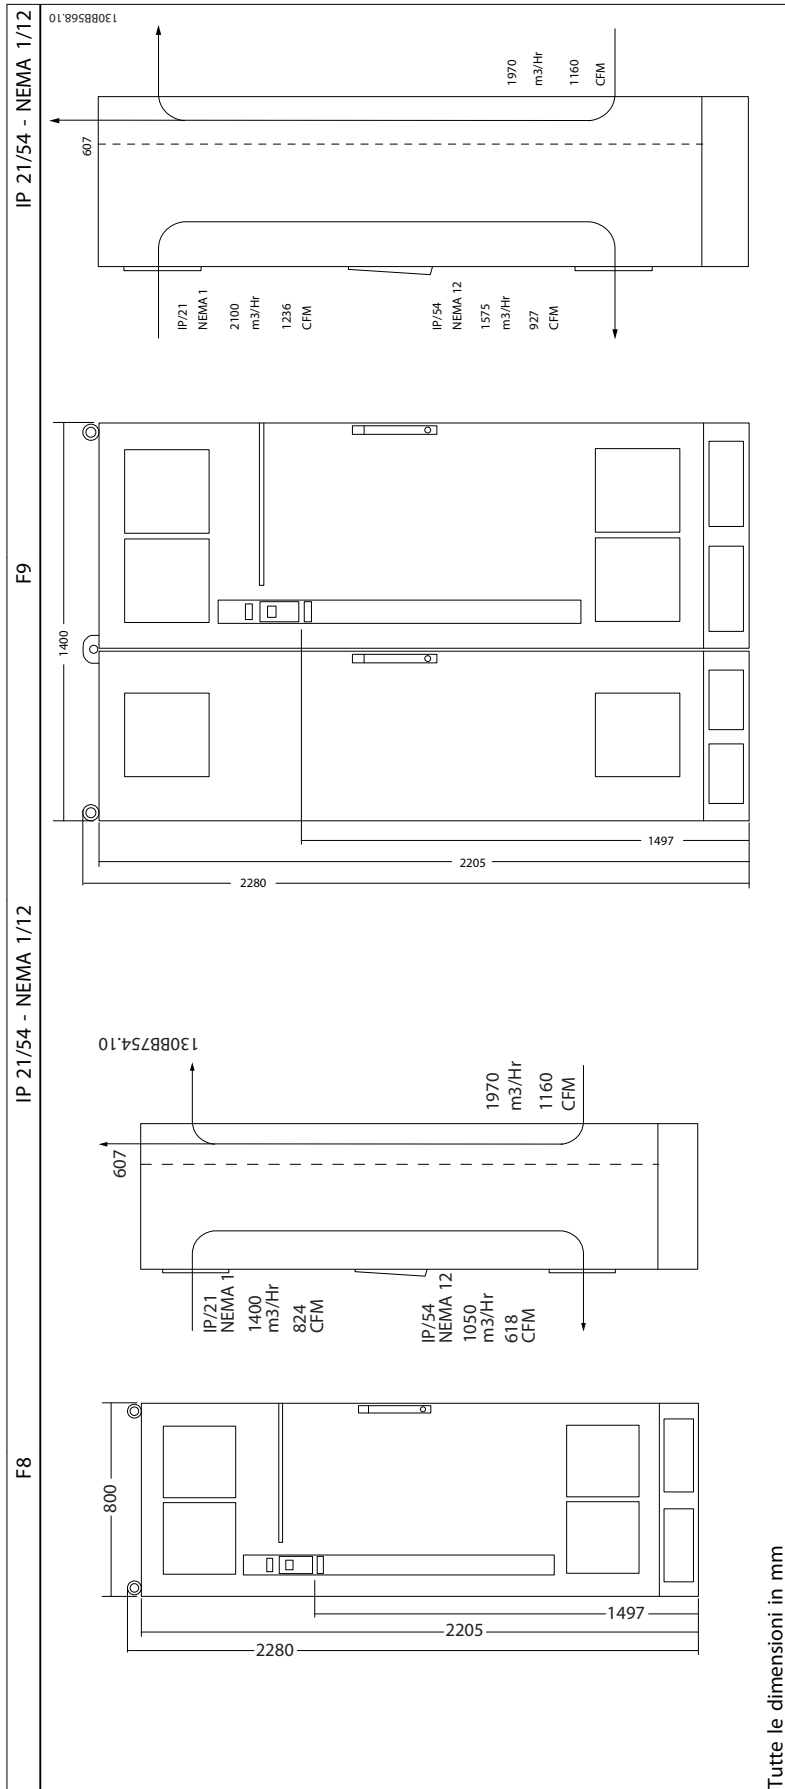 F8
IP 21/54 - NEMA 1/12
F9
IP 21/54 - NEMA 1/12
800
2280
2205
1497
IP/21
NEMA 1
1400
m3/Hr
824
CFM
IP/54
NEMA 12
1050
m3/Hr
618
CFM
607
1970
m3/Hr
1160
CFM
130BB754.10
1400
2280
2205
1497
IP/21
NEMA 1
2100
m3/Hr
1236
CFM
IP/54
NEMA 12
1575
m3/Hr
927
CFM
607
1970
m3/Hr
1160
CFM
130BB568.10
Tutte le dimensioni in mm